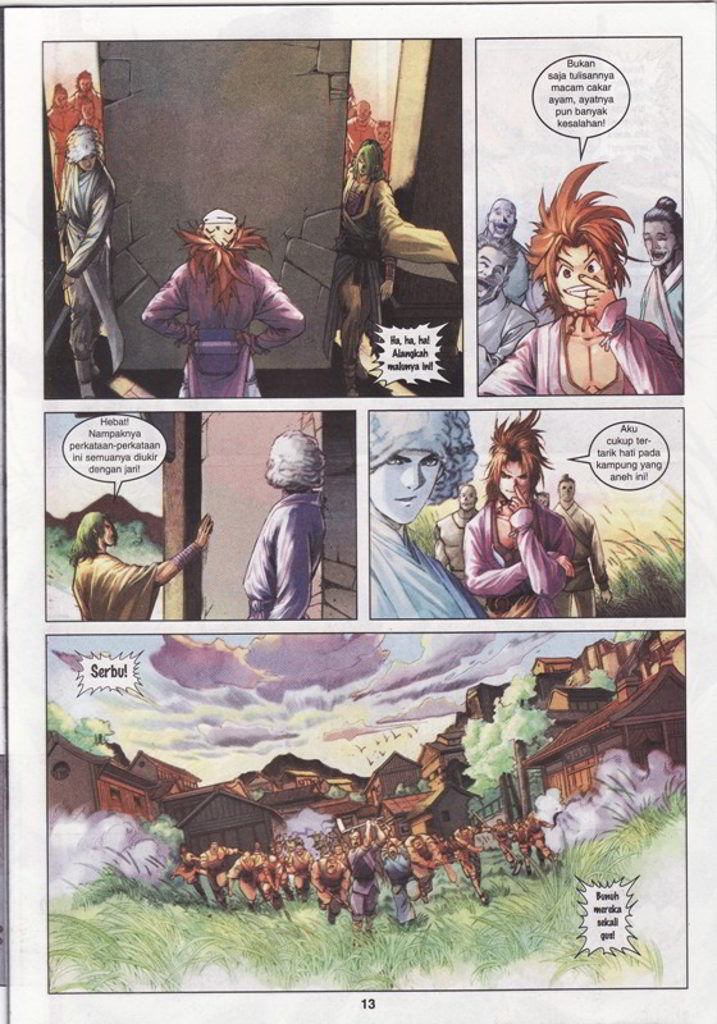 Ha, ha, ha!
Alangkah
malunya ini!
Bukan
saja tulisannya
macam cakar
ayam, ayatnya
pun banyak
kesalahan!
Hebat!
Nampaknya
perkataan-perkataan
ini semuanya diukir
dengan jari!
Aku
cukup ter-
tarik hati pada
kampung yang
aneh ini!
Serbu!
Bunuh
mereka
sekali
gus!
13